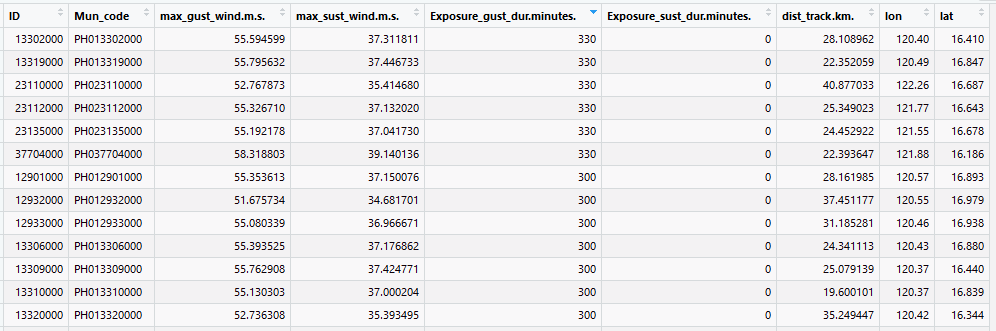 ID Mun_code max_gust_wind.m.s. max_sust_wind.m.s. Exposure_gust_dur.minutes. Exposure_sust_dur.minutes. dist_track.km. lon lat
13302000 PH013302000 55.594599 37.311811 330 0 28.108962 120.40 16.410
13319000 PH013319000 55.795632 37.446733 330 0 22.352059 120.49 16.847
23110000 PH023110000 52.767873 35.414680 330 0 40.877033 122.26 16.687
23112000 PH023112000 55.326710 37.132020 330 0 25.349023 121.77 16.643
23135000 PH023135000 55.192178 37.041730 330 0 24.452922 121.55 16.678
37704000 PH037704000 58.318803 39.140136 330 0 22.393647 121.88 16.186
12901000 PH012901000 55.353613 37.150076 300 0 28.161985 120.57 16.893
12932000 PH012932000 51.675734 34.681701 300 0 37.451177 120.55 16.979
12933000 PH012933000 55.080339 36.966671 300 0 31.185281 120.46 16.938
13306000 PH013306000 55.393525 37.176862 300 0 24.341113 120.43 16.880
13309000 PH013309000 55.762908 37.424771 300 0 25.079139 120.37 16.440
13310000 PH013310000 55.130303 37.000204 300 0 19.600101 120.37 16.839
13320000 PH013320000 52.736308 35.393495 300 0 35.249447 120.42 16.344